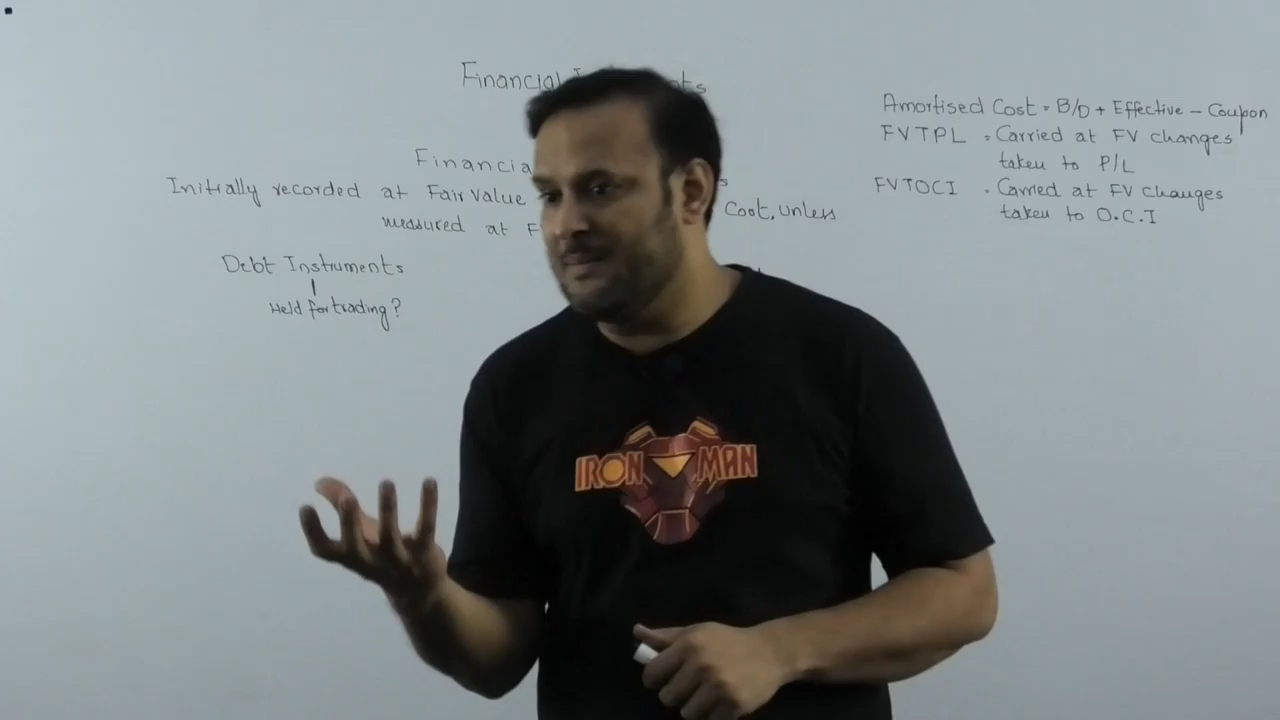 Financial
Financia
Initially recorded at Fair Value
Cost, unless
measured at F
Debt Instruments
Held for trading?
Amortised Cost = B/D + Effective - Coupon
FVTPL = Carried at FV changes
taken to P/L
FVTOCI = Carried at FV changes
taken to O.C.I
IRON MAN